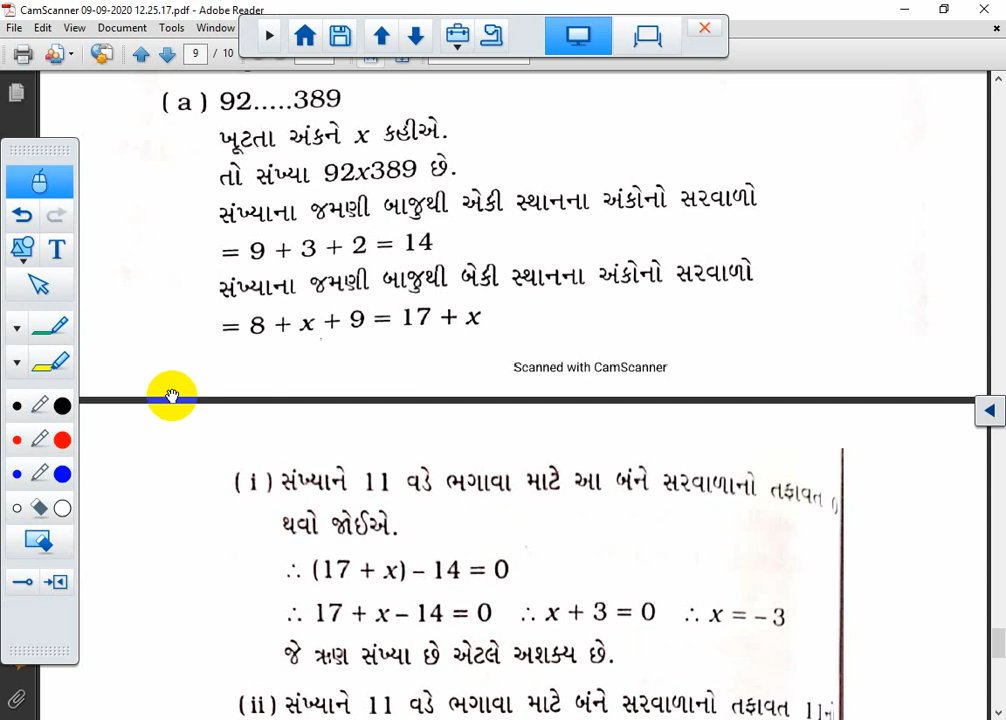 CamScanner 09-09-2020 12.25.17.pdf - Adobe Reader
File Edit View Document Tools Window
9 / 10
( a ) 92.....389
ખૂટતા અંકને x કહીએ.
તો સંખ્યા 92x389 છે.
સંખ્યાના જમણી બાજુથી એકી સ્થાનના અંકોનો સરવાળો
= 9 + 3 + 2 = 14
સંખ્યાના જમણી બાજુથી બેકી સ્થાનના અંકોનો સરવાળો
= 8 + x + 9 = 17 + x
Scanned with CamScanner
( i ) સંખ્યાને 11 વડે ભગાવા માટે આ બંને સરવાળાનો તફાવત 0
થવો જોઈએ.
∴ (17 + x) – 14 = 0
∴ 17 + x – 14 = 0 ∴ x + 3 = 0 ∴ x = – 3
જે ઋણ સંખ્યા છે એટલે અશક્ય છે.
(ii) સંખ્યાને 11 વડે ભગાવા માટે બંને સરવાળાનો તફાવત 11ની
T